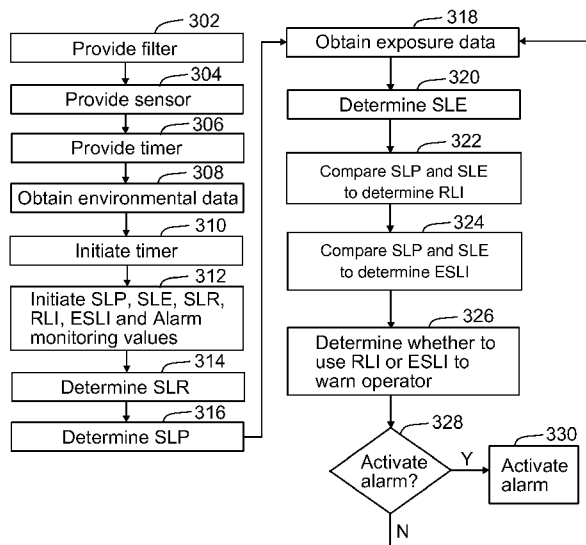 302
Provide filter
304
Provide sensor
306
Provide timer
308
Obtain environmental data
310
Initiate timer
312
Initiate SLP, SLE, SLR,
RLI, ESLI and Alarm
monitoring values
314
Determine SLR
316
Determine SLP
318
Obtain exposure data
320
Determine SLE
322
Compare SLP and SLE
to determine RLI
324
Compare SLP and SLE
to determine ESLI
326
Determine whether to
use RLI or ESLI to
warn operator
328
Activate
alarm?
Y
N
330
Activate
alarm